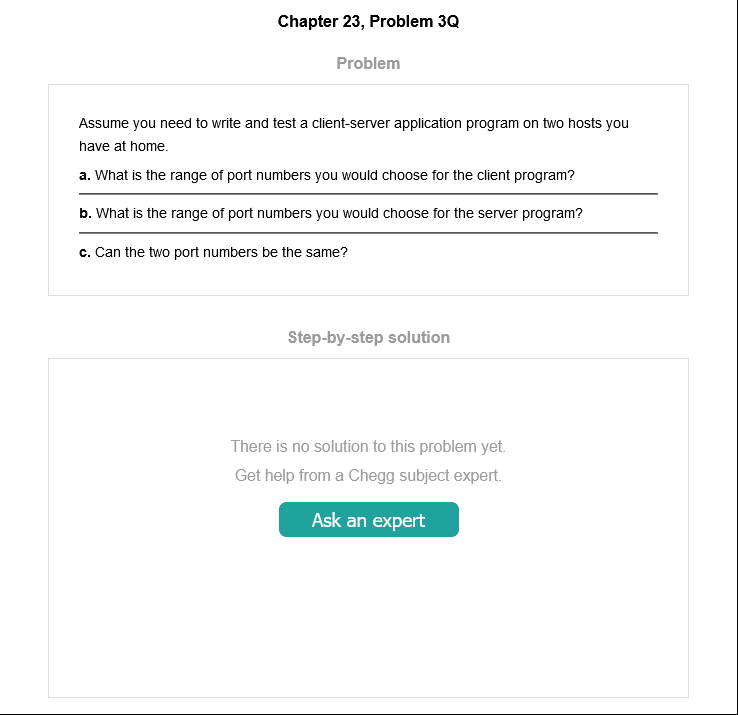 Chapter 23, Problem 3Q
Problem
Assume you need to write and test a client-server application program on two hosts you
have at home.
a. What is the range of port numbers you would choose for the client program?
b. What is the range of port numbers you would choose for the server program?
c. Can the two port numbers be the same?
Step-by-step solution
There is no solution to this problem yet.
Get help from a Chegg subject expert.
Ask an expert